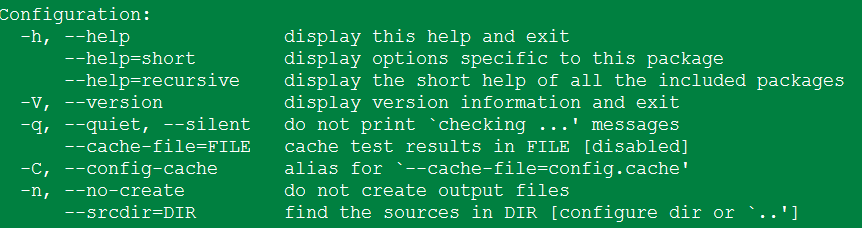 Configuration:
  -h, --help              display this help and exit
      --help=short        display options specific to this package
      --help=recursive    display the short help of all the included packages
  -V, --version           display version information and exit
  -q, --quiet, --silent   do not print `checking ...' messages
      --cache-file=FILE   cache test results in FILE [disabled]
  -C, --config-cache      alias for `--cache-file=config.cache'
  -n, --no-create         do not create output files
      --srcdir=DIR        find the sources in DIR [configure dir or `..']